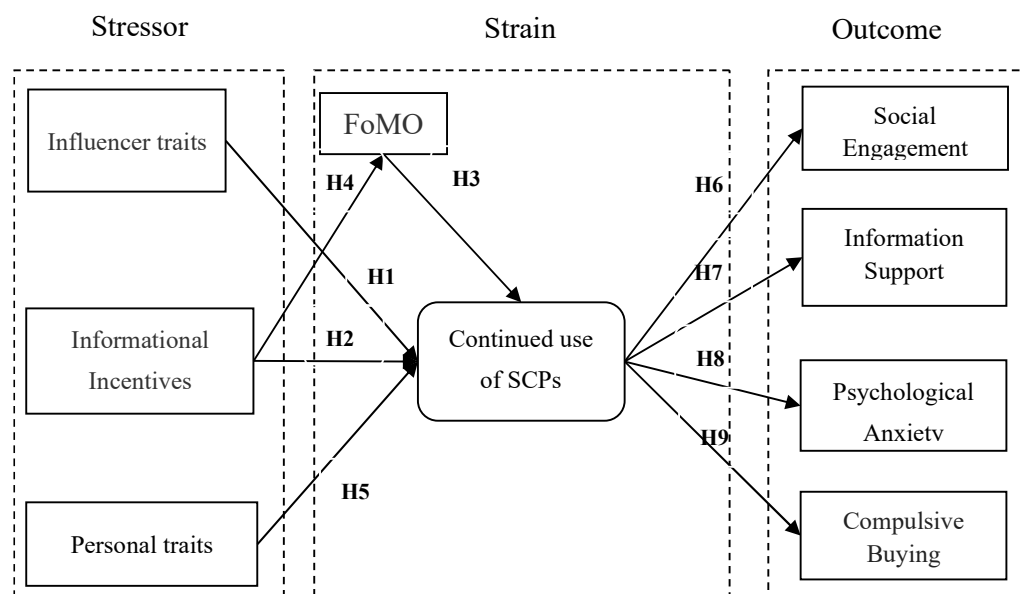 Stressor
Strain
Outcome
Influencer traits
FoMO
Social
Engagement
H4
H3
H6
Information
Support
H1
H7
Informational
Incentives
H2
Continued use
of SCPs
H8
Psychological
Anxiety
H9
H5
Personal traits
Compulsive
Buying